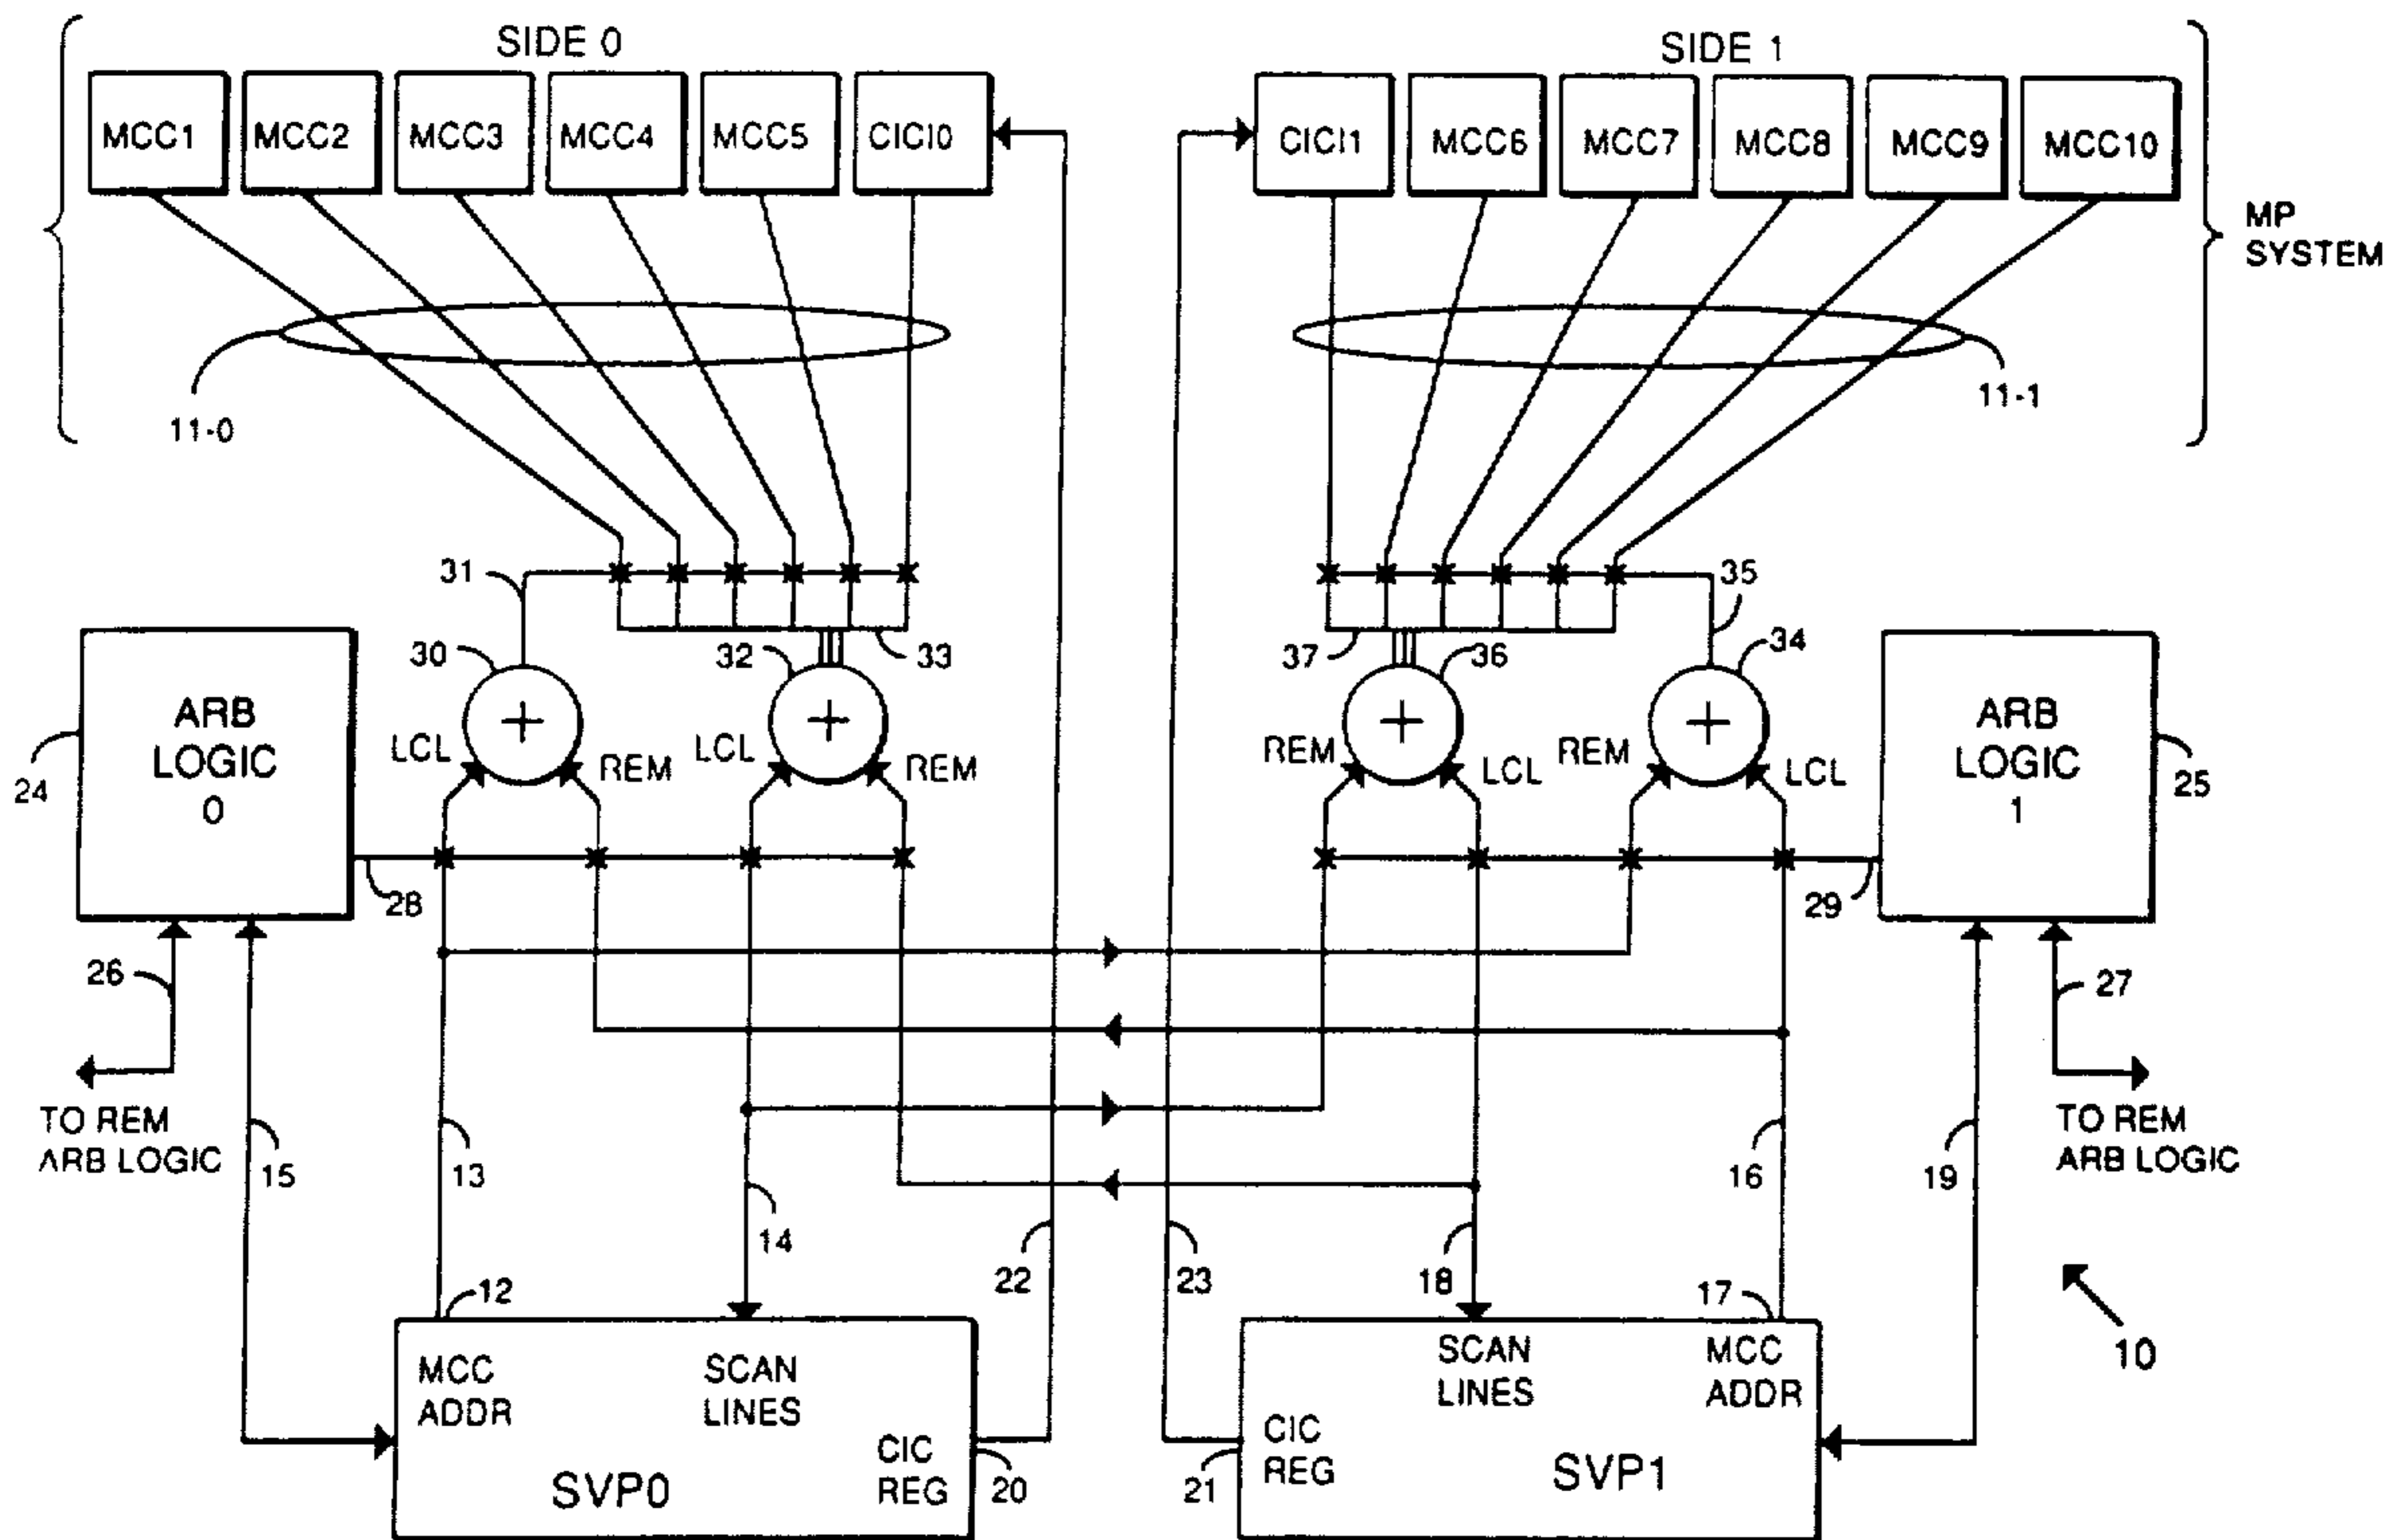 SIDE 0
SIDE 1
MCC1
MCC2
MCC3
MCC4
MCC5
CICI0
CICI1
MCC6
MCC7
MCC8
MCC9
MCC10
MP
SYSTEM
11-0
11-1
31
35
30
32
33
37
36
34
ARB
LOGIC
0
ARB
LOGIC
1
LCL
REM
LCL
REM
REM
LCL
REM
LCL
24
25
28
29
26
27
TO REM
ARB LOGIC
TO REM
ARB LOGIC
15
13
14
22
23
18
16
19
12
17
10
MCC
ADDR
SCAN
LINES
CIC
REG
SVP0
20
SCAN
LINES
MCC
ADDR
CIC
REG
SVP1
21